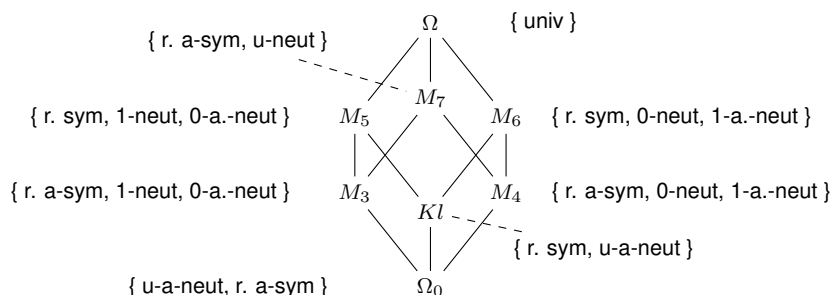 Ω { univ }
{ r. a-sym, u-neut }
M₇
{ r. sym, 1-neut, 0-a.-neut } M₅ M₆ { r. sym, 0-neut, 1-a.-neut }
{ r. a-sym, 1-neut, 0-a.-neut } M₃ M₄ { r. a-sym, 0-neut, 1-a.-neut }
Kl
{ r. sym, u-a-neut }
{ u-a-neut, r. a-sym } Ω₀